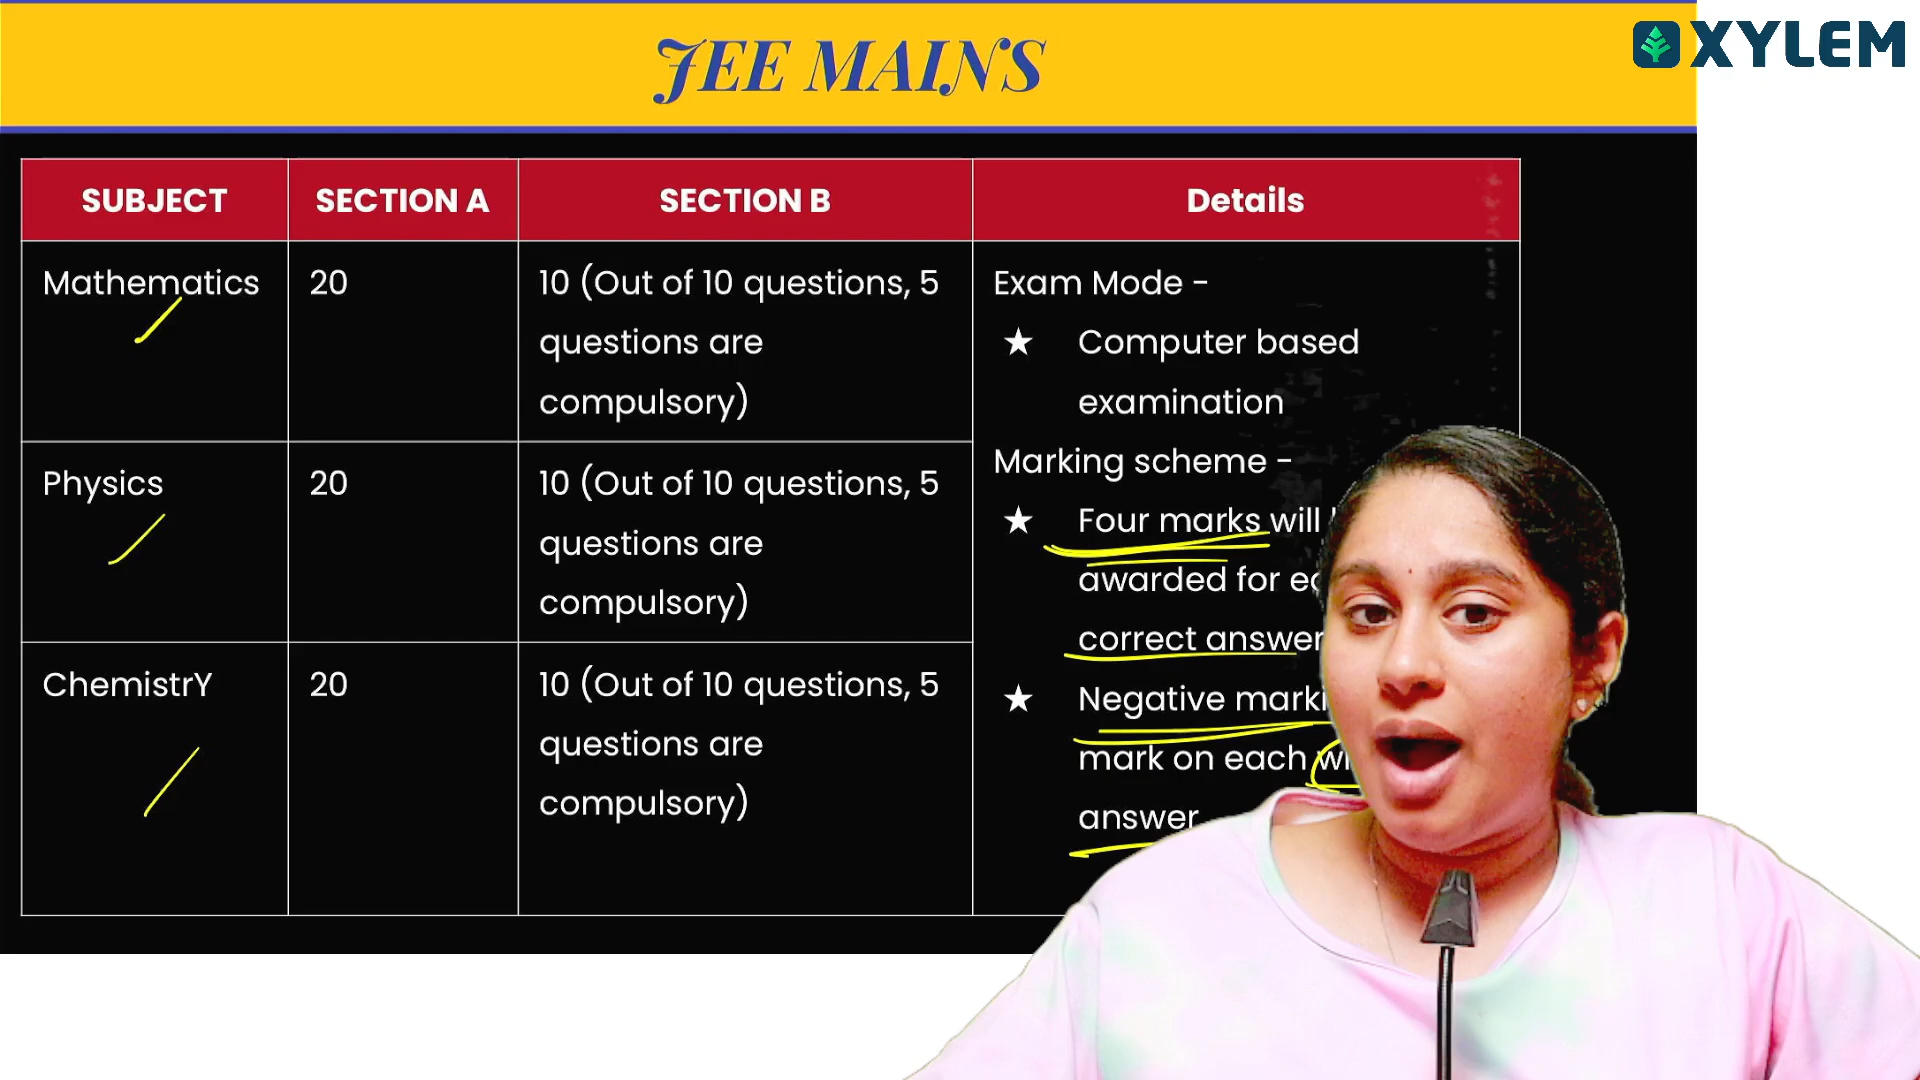 JEE MAINS
XYLEM
SUBJECT
SECTION A
SECTION B
Details
Mathematics
20
10 (Out of 10 questions, 5
questions are
compulsory)
Physics
20
10 (Out of 10 questions, 5
questions are
compulsory)
ChemistrY
20
10 (Out of 10 questions, 5
questions are
compulsory)
Exam Mode -
★ Computer based
examination
Marking scheme -
★ Four marks will
awarded for
correct answer
★ Negative
mark on each
answer